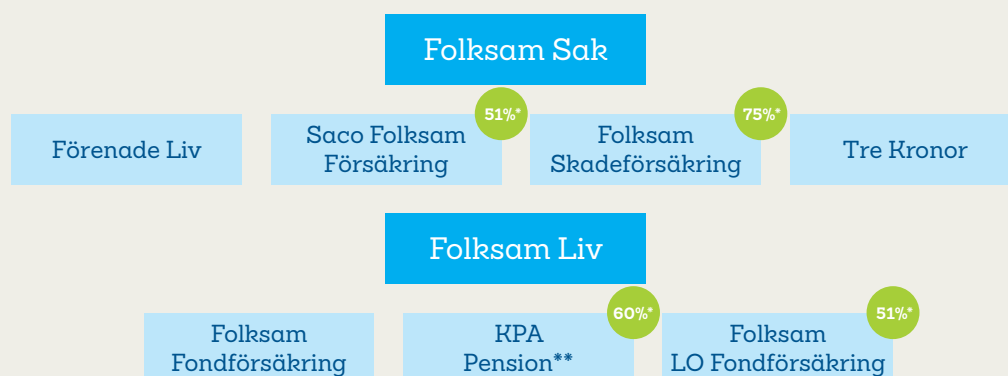 Folksam Sak
51%*
75%*
Förenade Liv
Saco Folksam
Försäkring
Folksam
Skadeförsäkring
Tre Kronor
Folksam Liv
60%*
51%*
Folksam
Fondförsäkring
KPA
Pension**
Folksam
LO Fondförsäkring